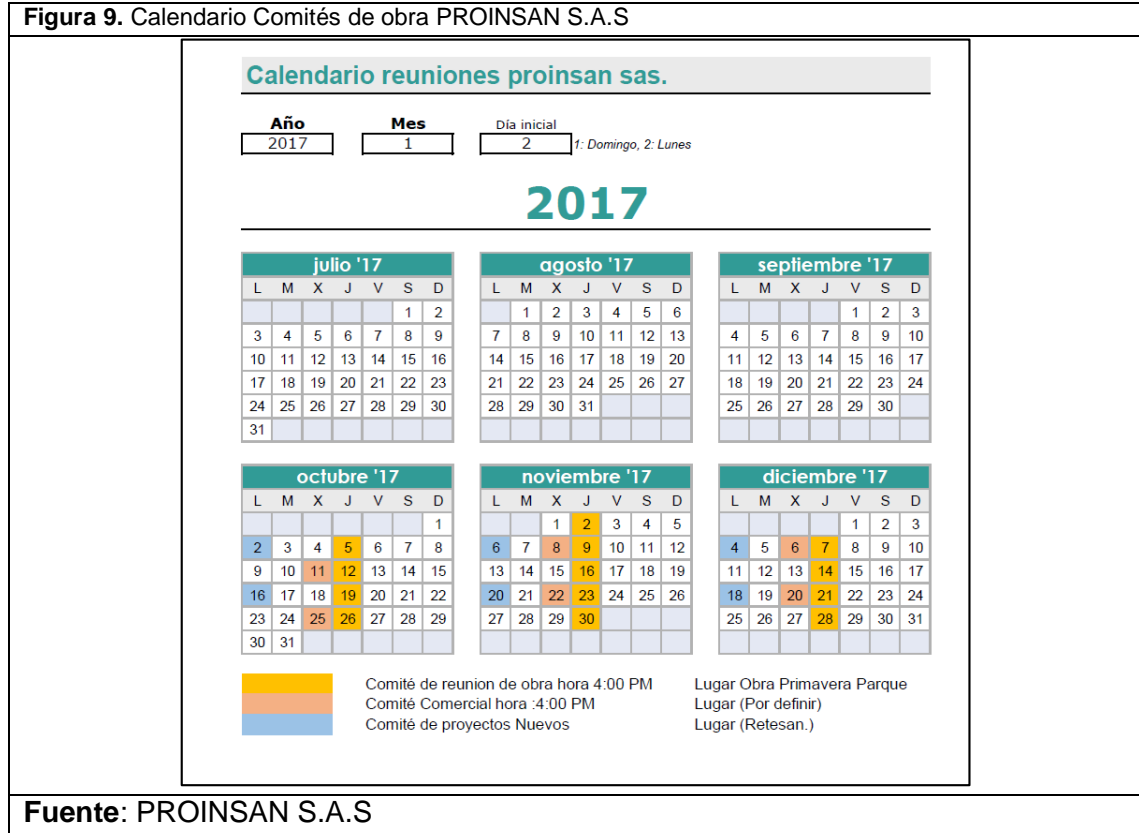 Figura 9. Calendario Comités de obra PROINSAN S.A.S
Calendario reuniones proinsan sas.
Año Mes Día inicial
2017 1 2 1: Domingo, 2: Lunes
2017
julio '17
L M X J V S D
1 2
3 4 5 6 7 8 9
10 11 12 13 14 15 16
17 18 19 20 21 22 23
24 25 26 27 28 29 30
31
agosto '17
L M X J V S D
1 2 3 4 5 6
7 8 9 10 11 12 13
14 15 16 17 18 19 20
21 22 23 24 25 26 27
28 29 30 31
septiembre '17
L M X J V S D
1 2 3
4 5 6 7 8 9 10
11 12 13 14 15 16 17
18 19 20 21 22 23 24
25 26 27 28 29 30
octubre '17
L M X J V S D
1
2 3 4 5 6 7 8
9 10 11 12 13 14 15
16 17 18 19 20 21 22
23 24 25 26 27 28 29
30 31
noviembre '17
L M X J V S D
1 2 3 4 5
6 7 8 9 10 11 12
13 14 15 16 17 18 19
20 21 22 23 24 25 26
27 28 29 30
diciembre '17
L M X J V S D
1 2 3
4 5 6 7 8 9 10
11 12 13 14 15 16 17
18 19 20 21 22 23 24
25 26 27 28 29 30 31
Comité de reunion de obra hora 4:00 PM Lugar Obra Primavera Parque
Comité Comercial hora :4:00 PM Lugar (Por definir)
Comité de proyectos Nuevos Lugar (Retesan.)
Fuente: PROINSAN S.A.S